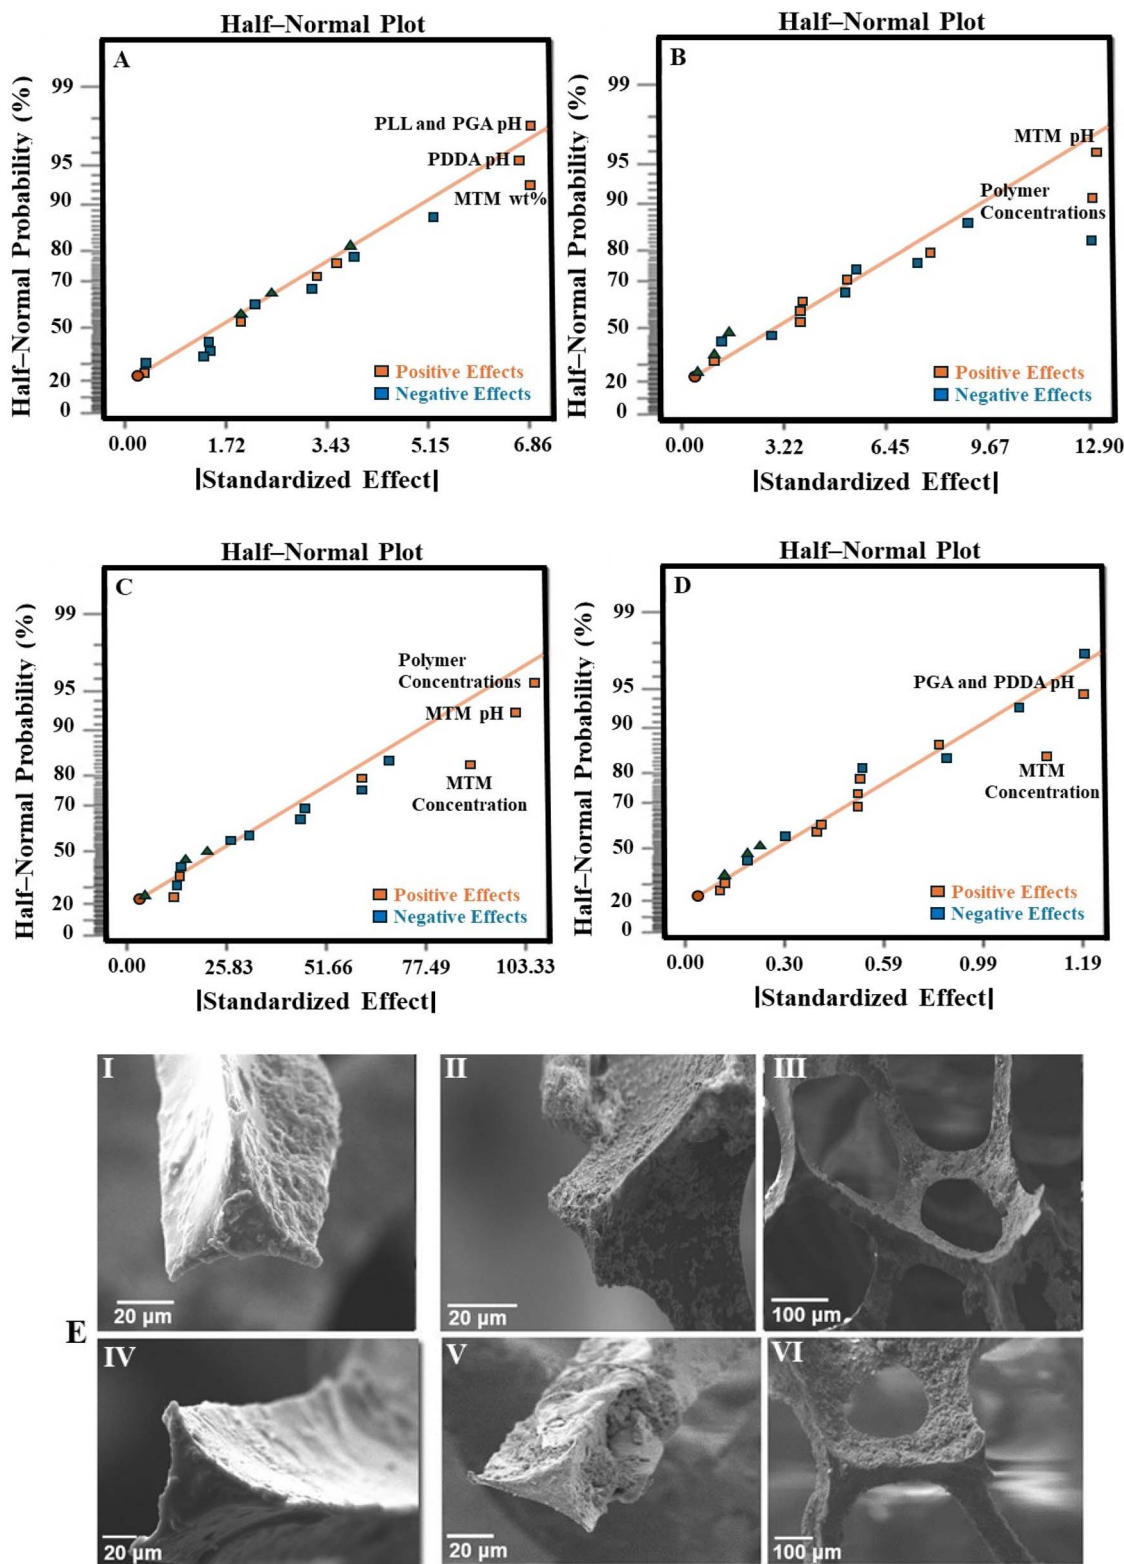 Half–Normal Plot
A
Half–Normal Probability (%)
99
95
90
80
70
50
20
0
PLL and PGA pH
PDDA pH
MTM wt%
Positive Effects
Negative Effects
0.00 1.72 3.43 5.15 6.86
|Standardized Effect|
Half–Normal Plot
B
Half–Normal Probability (%)
99
95
90
80
70
50
20
0
MTM pH
Polymer
Concentrations
Positive Effects
Negative Effects
0.00 3.22 6.45 9.67 12.90
|Standardized Effect|
Half–Normal Plot
C
Half–Normal Probability (%)
99
95
90
80
70
50
20
0
Polymer
Concentrations
MTM pH
MTM
Concentration
Positive Effects
Negative Effects
0.00 25.83 51.66 77.49 103.33
|Standardized Effect|
Half–Normal Plot
D
Half–Normal Probability (%)
99
95
90
80
70
50
20
0
PGA and PDDA pH
MTM
Concentration
Positive Effects
Negative Effects
0.00 0.30 0.59 0.99 1.19
|Standardized Effect|
E
I
20 µm
II
20 µm
III
100 µm
IV
20 µm
V
20 µm
VI
100 µm